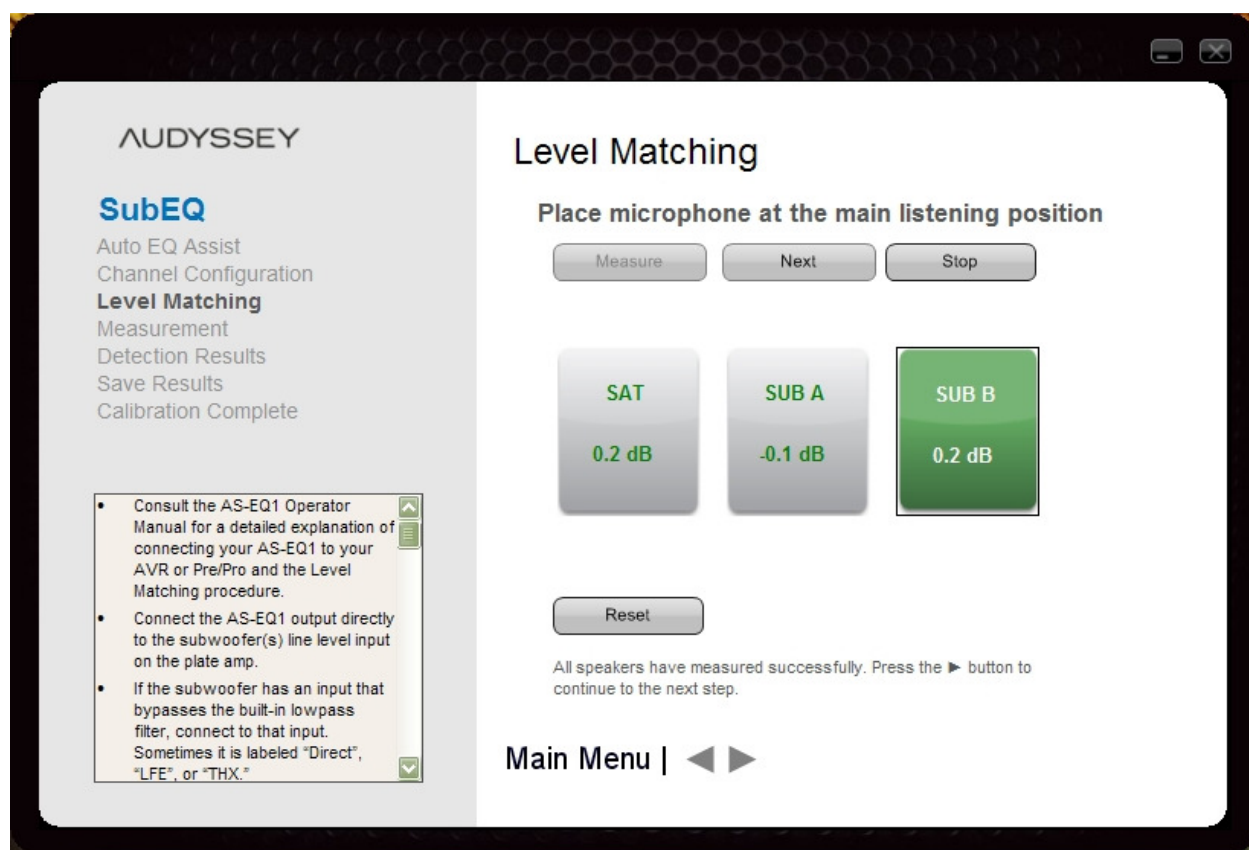 AUDYSSEY
SubEQ
Auto EQ Assist
Channel Configuration
Level Matching
Measurement
Detection Results
Save Results
Calibration Complete
• Consult the AS-EQ1 Operator
Manual for a detailed explanation of
connecting your AS-EQ1 to your
AVR or Pre/Pro and the Level
Matching procedure.
• Connect the AS-EQ1 output directly
to the subwoofer(s) line level input
on the plate amp.
• If the subwoofer has an input that
bypasses the built-in lowpass
filter, connect to that input.
Sometimes it is labeled “Direct”,
“LFE”, or “THX.”
Level Matching
Place microphone at the main listening position
Measure Next Stop
SAT SUB A SUB B
0.2 dB -0.1 dB 0.2 dB
Reset
All speakers have measured successfully. Press the ► button to
continue to the next step.
Main Menu | ◄ ►